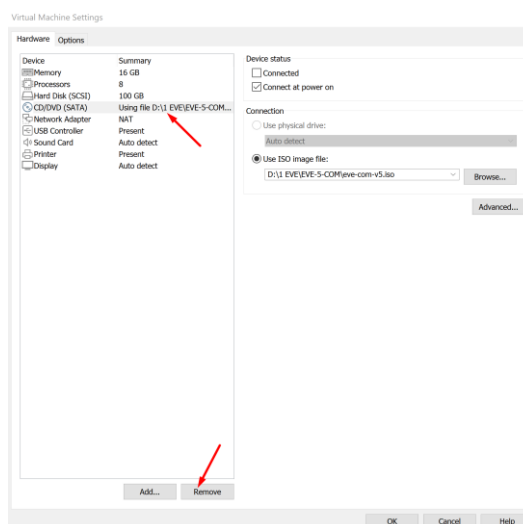 Virtual Machine Settings
Hardware Options
Device Summary
Memory 16 GB
Processors 8
Hard Disk (SCSI) 100 GB
CD/DVD (SATA) Using file D:\1 EVE\EVE-5-COM...
Network Adapter NAT
USB Controller Present
Sound Card Auto detect
Printer Present
Display Auto detect
Add... Remove
Device status
Connected
Connect at power on
Connection
Use physical drive:
Auto detect
Use ISO image file:
D:\1 EVE\EVE-5-COM\eve-com-v5.iso Browse...
Advanced...
OK Cancel Help